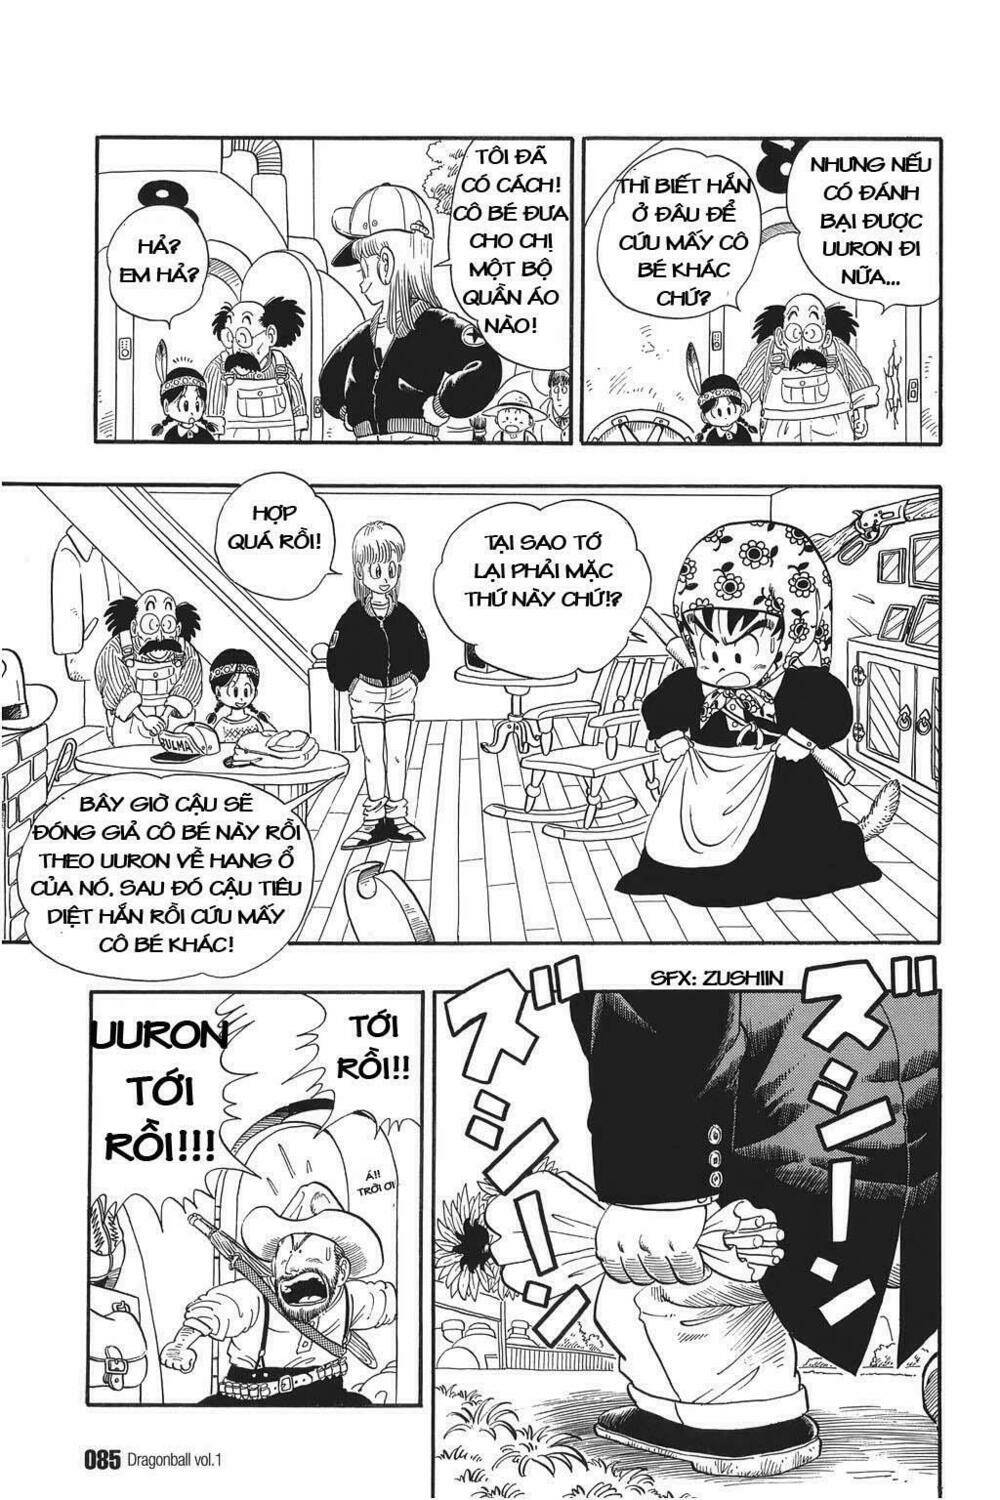 NHƯNG NẾU
CÓ ĐÁNH
BẠI ĐƯỢC
UURON ĐI
NỮA...
THÌ BIẾT HẮN
Ở ĐÂU ĐỂ
CỨU MẤY CÔ
BÉ KHÁC
CHỨ?
TÔI ĐÃ
CÓ CÁCH!
CÔ BÉ ĐƯA
CHO CHỊ
MỘT BỘ
QUẦN ÁO
NÀO!
HẢ?
EM HẢ?
TẠI SAO TỚ
LẠI PHẢI MẶC
THỨ NÀY CHỨ!?
HỢP
QUÁ RỒI!
BULMA
BÂY GIỜ CẬU SẼ
ĐÓNG GIẢ CÔ BÉ NÀY RỒI
THEO UURON VỀ HANG Ổ
CỦA NÓ, SAU ĐÓ CẬU TIÊU
DIỆT HẮN RỒI CỨU MẤY
CÔ BÉ KHÁC!
SFX: ZUSHIIN
ズシーン
ズシーン
TỚI
RỒI!!
UURON
TỚI
RỒI!!!
Á!!
TRỜI ƠI
085 Dragonball vol.1